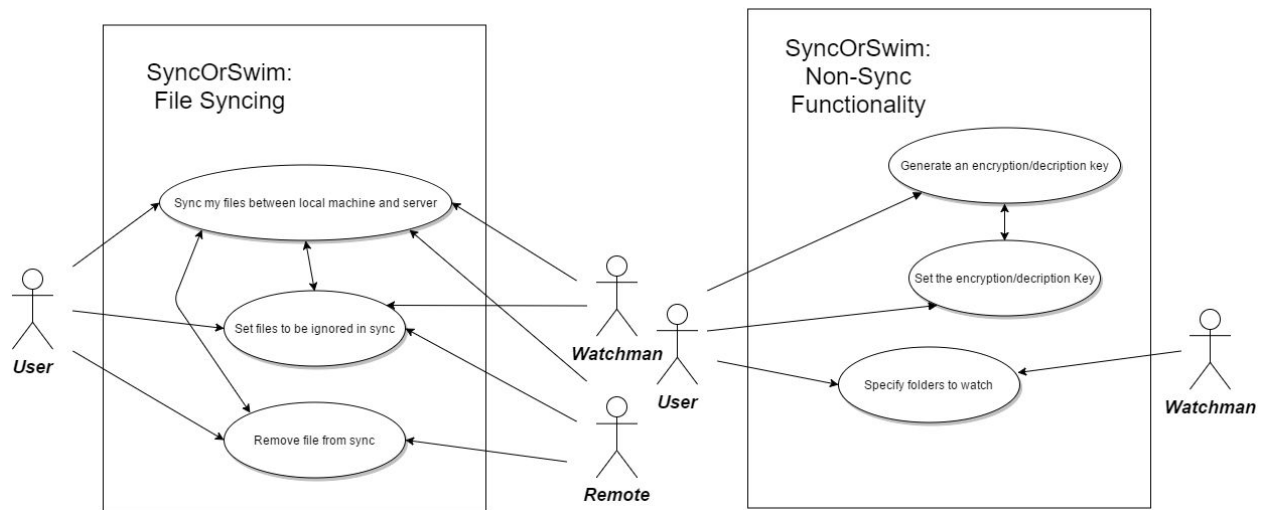 SyncOrSwim:
File Syncing
Sync my files between local machine and server
Set files to be ignored in sync
Remove file from sync
User
Watchman
Remote
SyncOrSwim:
Non-Sync
Functionality
Generate an encryption/decription key
Set the encryption/decription Key
Specify folders to watch
User
Watchman